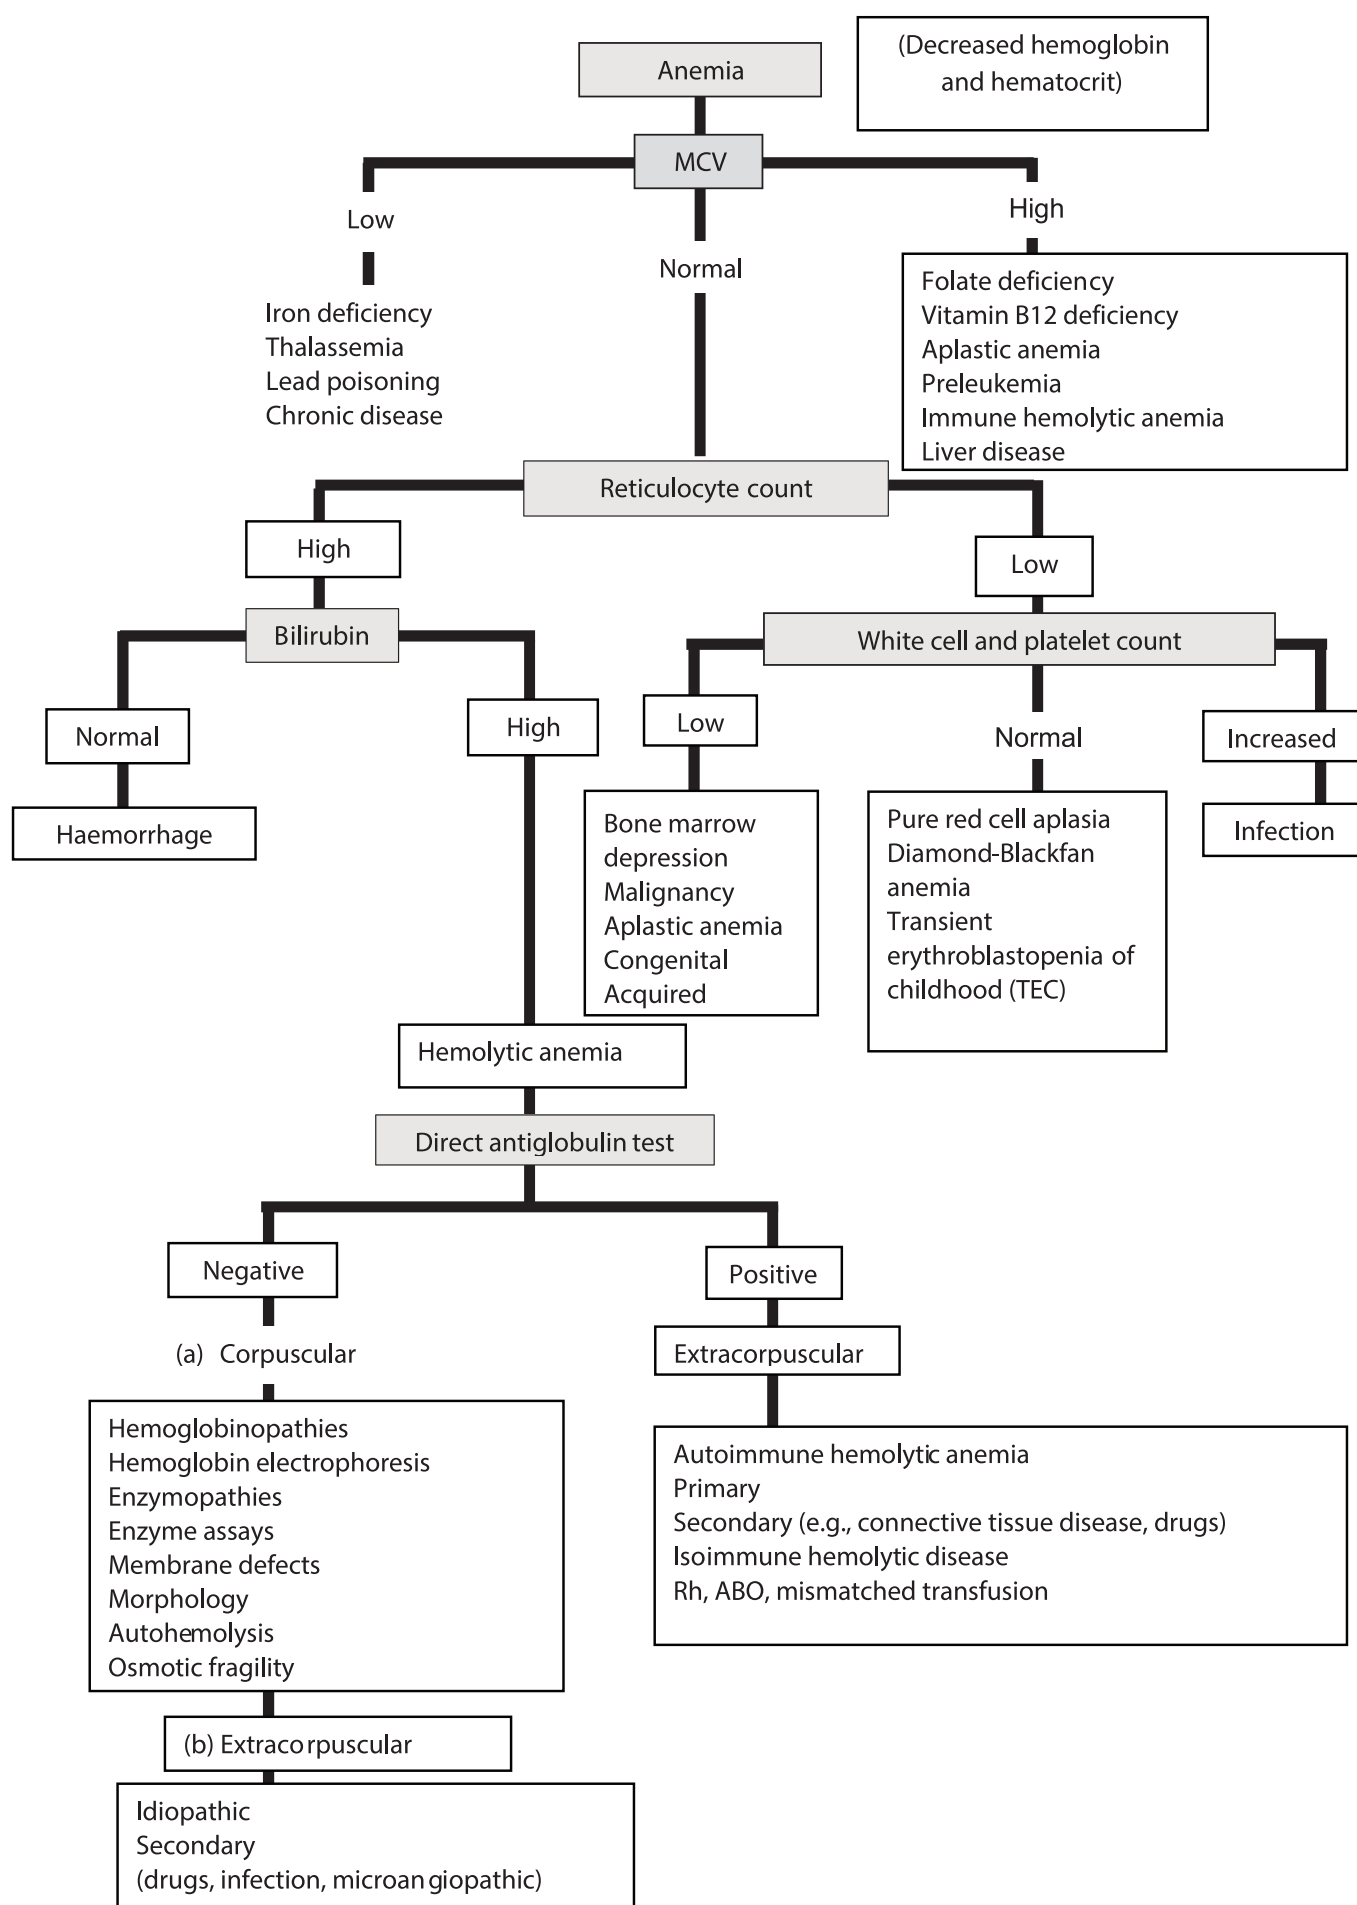 Anemia
(Decreased hemoglobin
and hematocrit)
MCV
Low
Normal
High
Iron deficiency
Thalassemia
Lead poisoning
Chronic disease
Folate deficiency
Vitamin B12 deficiency
Aplastic anemia
Preleukemia
Immune hemolytic anemia
Liver disease
Reticulocyte count
High
Low
Bilirubin
White cell and platelet count
Normal
High
Low
Normal
Increased
Haemorrhage
Bone marrow
depression
Malignancy
Aplastic anemia
Congenital
Acquired
Pure red cell aplasia
Diamond-Blackfan
anemia
Transient
erythroblastopenia of
childhood (TEC)
Infection
Hemolytic anemia
Direct antiglobulin test
Negative
Positive
(a) Corpuscular
Extracorpuscular
Hemoglobinopathies
Hemoglobin electrophoresis
Enzymopathies
Enzyme assays
Membrane defects
Morphology
Autohemolysis
Osmotic fragility
Autoimmune hemolytic anemia
Primary
Secondary (e.g., connective tissue disease, drugs)
Isoimmune hemolytic disease
Rh, ABO, mismatched transfusion
(b) Extracorpuscular
Idiopathic
Secondary
(drugs, infection, microan giopathic)